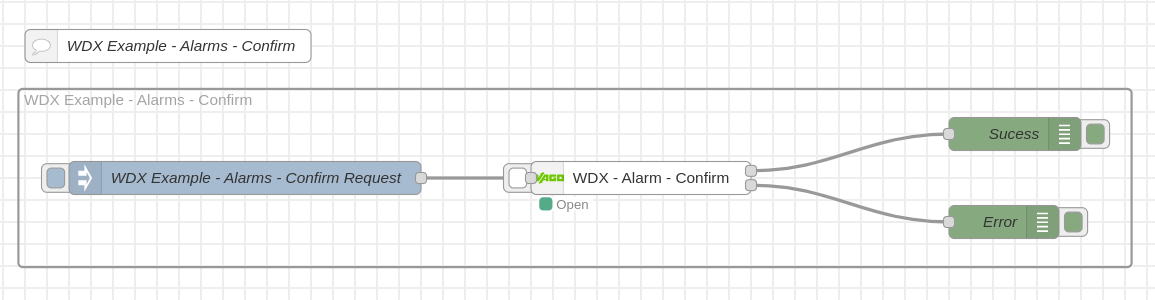 WDX Example - Alarms - Confirm
WDX Example - Alarms - Confirm
Sucess
WDX Example - Alarms - Confirm Request
WAGO
WDX - Alarm - Confirm
Open
Error